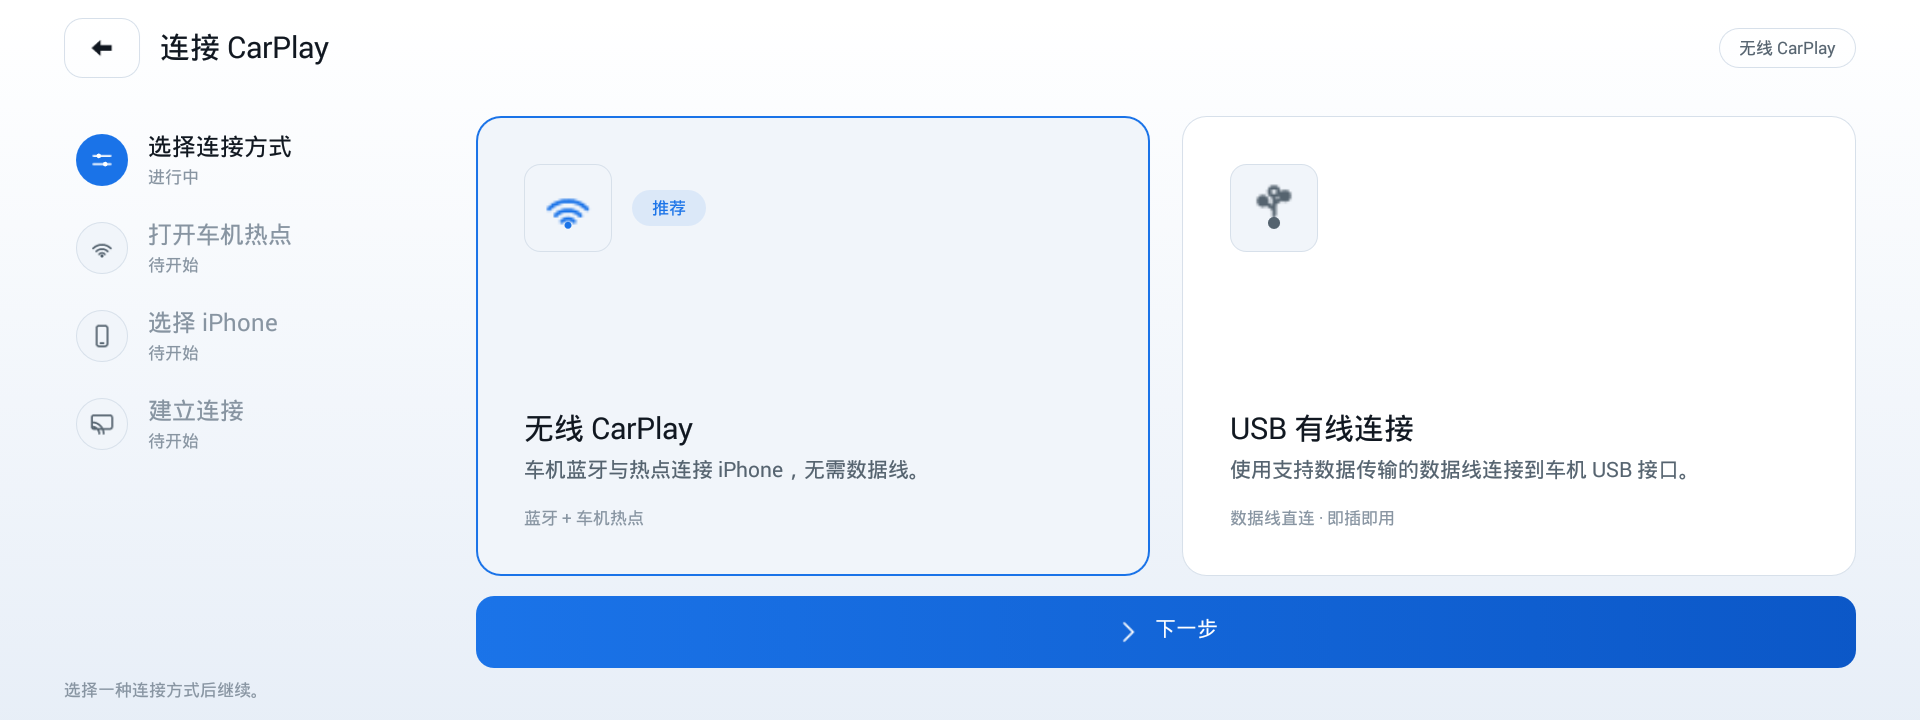 连接 CarPlay
无线 CarPlay
选择连接方式
进行中
打开车机热点
待开始
选择 iPhone
待开始
建立连接
待开始
推荐
无线 CarPlay
车机蓝牙与热点连接 iPhone，无需数据线。
蓝牙 + 车机热点
USB 有线连接
使用支持数据传输的数据线连接到车机 USB 接口。
数据线直连 · 即插即用
下一步
选择一种连接方式后继续。